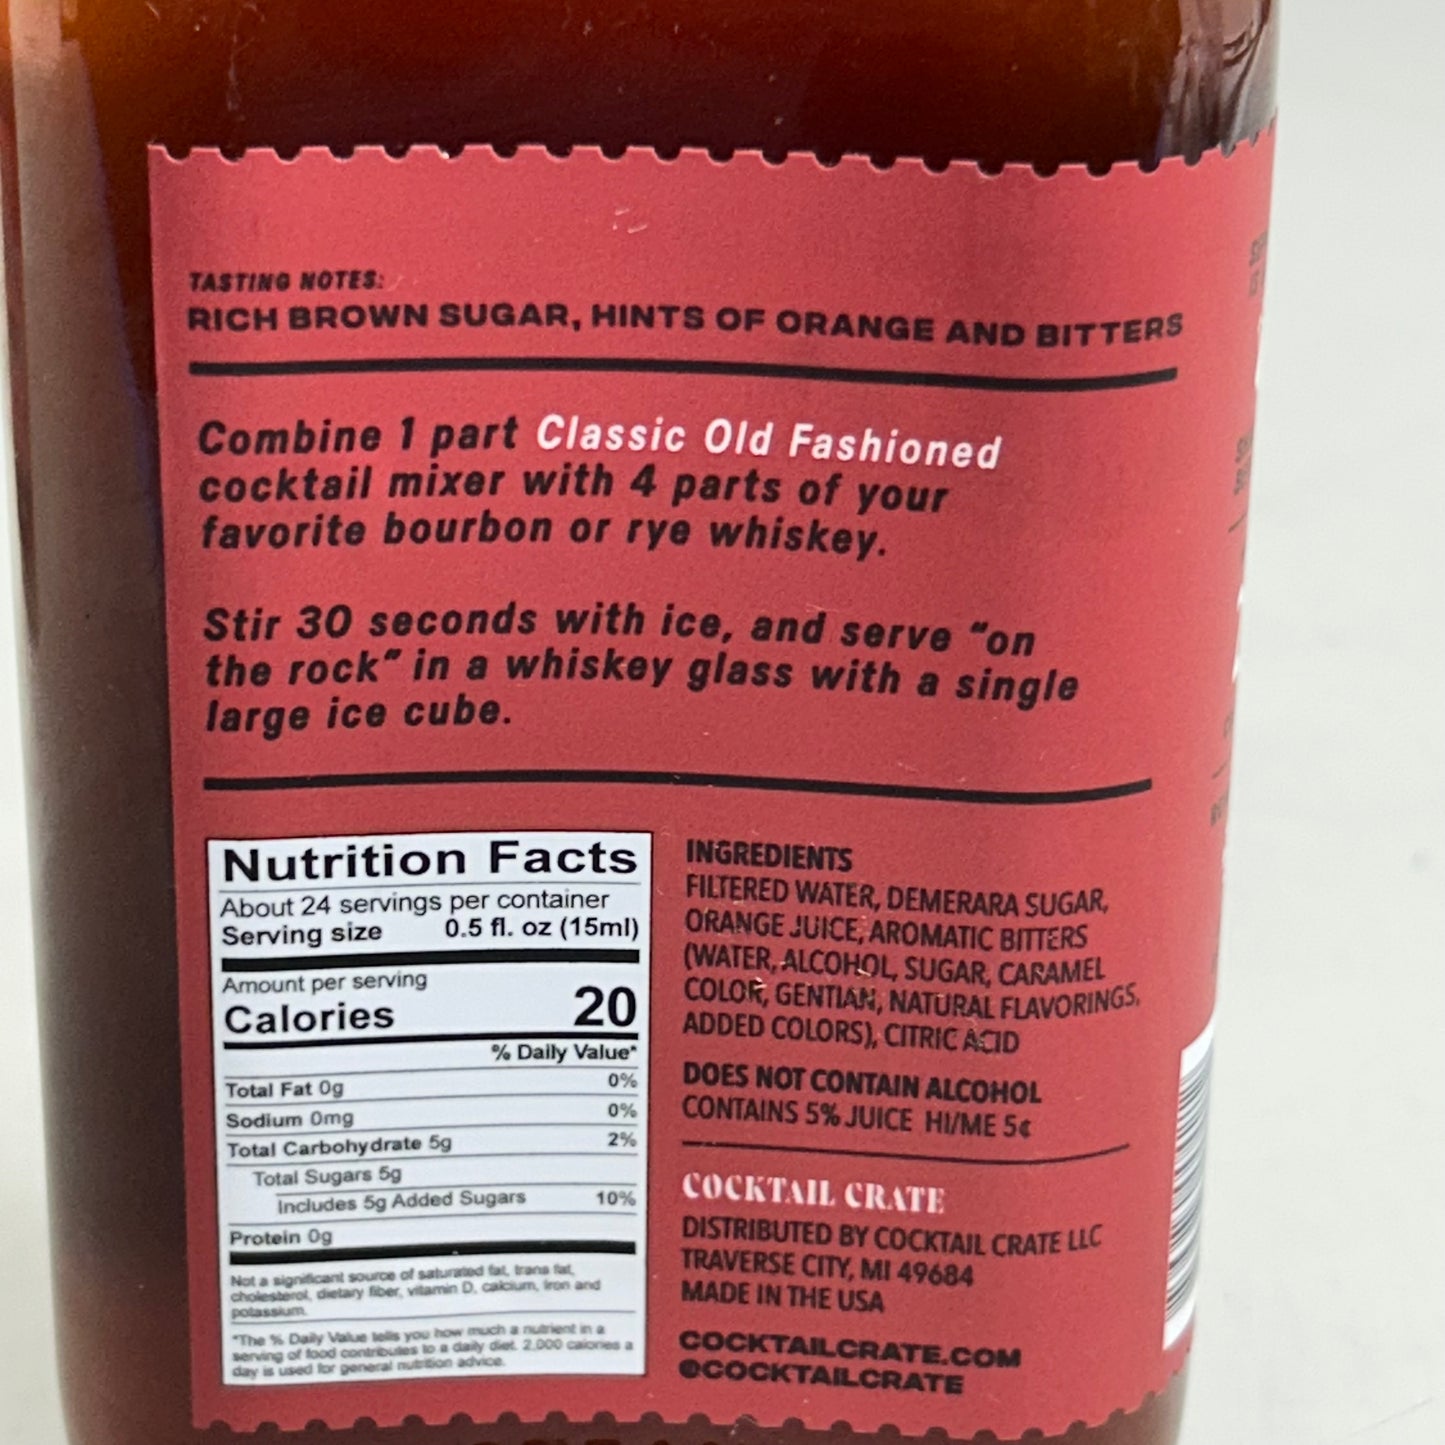 TASTING NOTES:
RICH BROWN SUGAR, HINTS OF ORANGE AND BITTERS
Combine 1 part Classic Old Fashioned
cocktail mixer with 4 parts of your
favorite bourbon or rye whiskey.
Stir 30 seconds with ice, and serve “on
the rock” in a whiskey glass with a single
large ice cube.
Nutrition Facts
About 24 servings per container
Serving size 0.5 fl. oz (15ml)
Amount per serving
Calories 20
% Daily Value*
Total Fat 0g 0%
Sodium 0mg 0%
Total Carbohydrate 5g 2%
Total Sugars 5g
Includes 5g Added Sugars 10%
Protein 0g
Not a significant source of saturated fat, trans fat,
cholesterol, dietary fiber, vitamin D, calcium, iron and
potassium.
*The % Daily Value tells you how much a nutrient in a
serving of food contributes to a daily diet. 2,000 calories a
day is used for general nutrition advice.
INGREDIENTS
FILTERED WATER, DEMERARA SUGAR,
ORANGE JUICE, AROMATIC BITTERS
(WATER, ALCOHOL, SUGAR, CARAMEL
COLOR, GENTIAN, NATURAL FLAVORINGS,
ADDED COLORS), CITRIC ACID
DOES NOT CONTAIN ALCOHOL
CONTAINS 5% JUICE HI/ME 5¢
COCKTAIL CRATE
DISTRIBUTED BY COCKTAIL CRATE LLC
TRAVERSE CITY, MI 49684
MADE IN THE USA
COCKTAILCRATE.COM
@COCKTAILCRATE